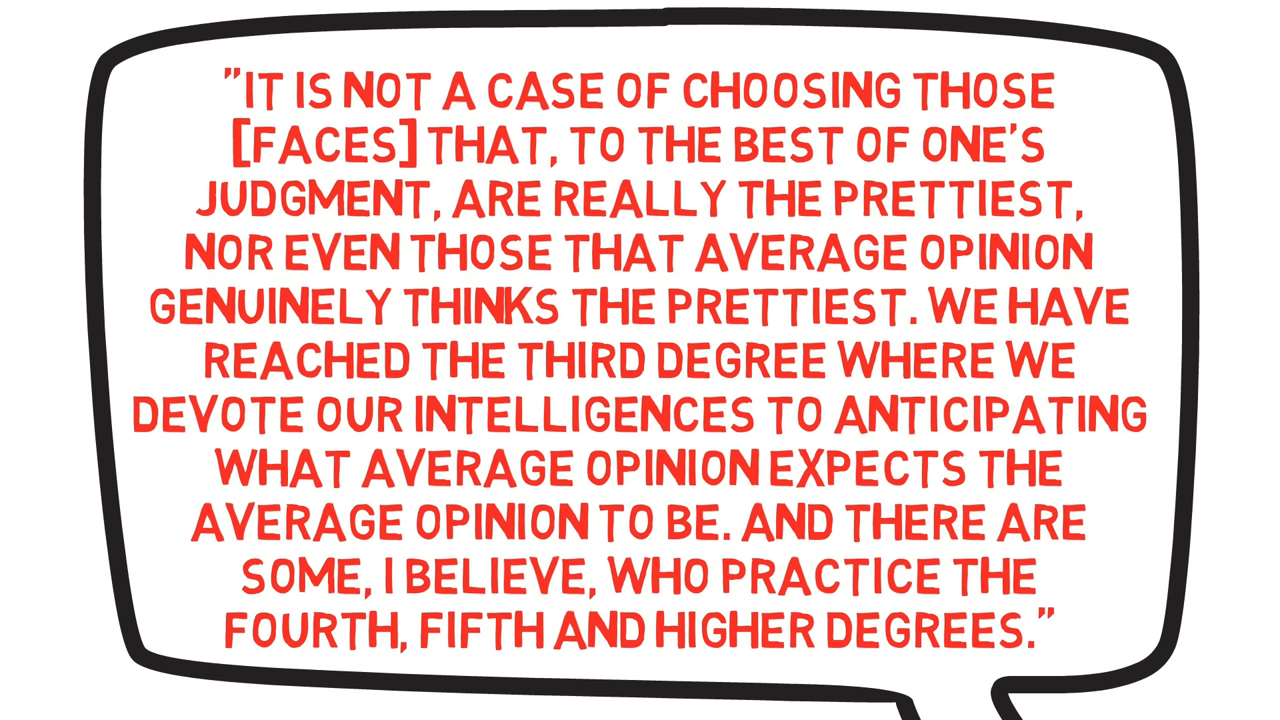 "IT IS NOT A CASE OF CHOOSING THOSE
[FACES] THAT, TO THE BEST OF ONE'S
JUDGMENT, ARE REALLY THE PRETTIEST,
NOR EVEN THOSE THAT AVERAGE OPINION
GENUINELY THINKS THE PRETTIEST. WE HAVE
REACHED THE THIRD DEGREE WHERE WE
DEVOTE OUR INTELLIGENCES TO ANTICIPATING
WHAT AVERAGE OPINION EXPECTS THE
AVERAGE OPINION TO BE. AND THERE ARE
SOME, I BELIEVE, WHO PRACTICE THE
FOURTH, FIFTH AND HIGHER DEGREES."